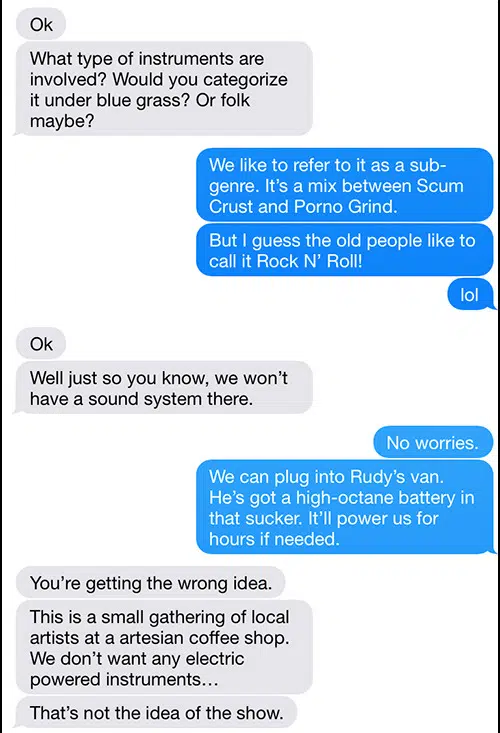 Ok
What type of instruments are
involved? Would you categorize
it under blue grass? Or folk
maybe?
We like to refer to it as a sub-
genre. It’s a mix between Scum
Crust and Porno Grind.
But I guess the old people like to
call it Rock N’ Roll!
lol
Ok
Well just so you know, we won’t
have a sound system there.
No worries.
We can plug into Rudy’s van.
He’s got a high-octane battery in
that sucker. It’ll power us for
hours if needed.
You’re getting the wrong idea.
This is a small gathering of local
artists at a artesian coffee shop.
We don’t want any electric
powered instruments…
That’s not the idea of the show.